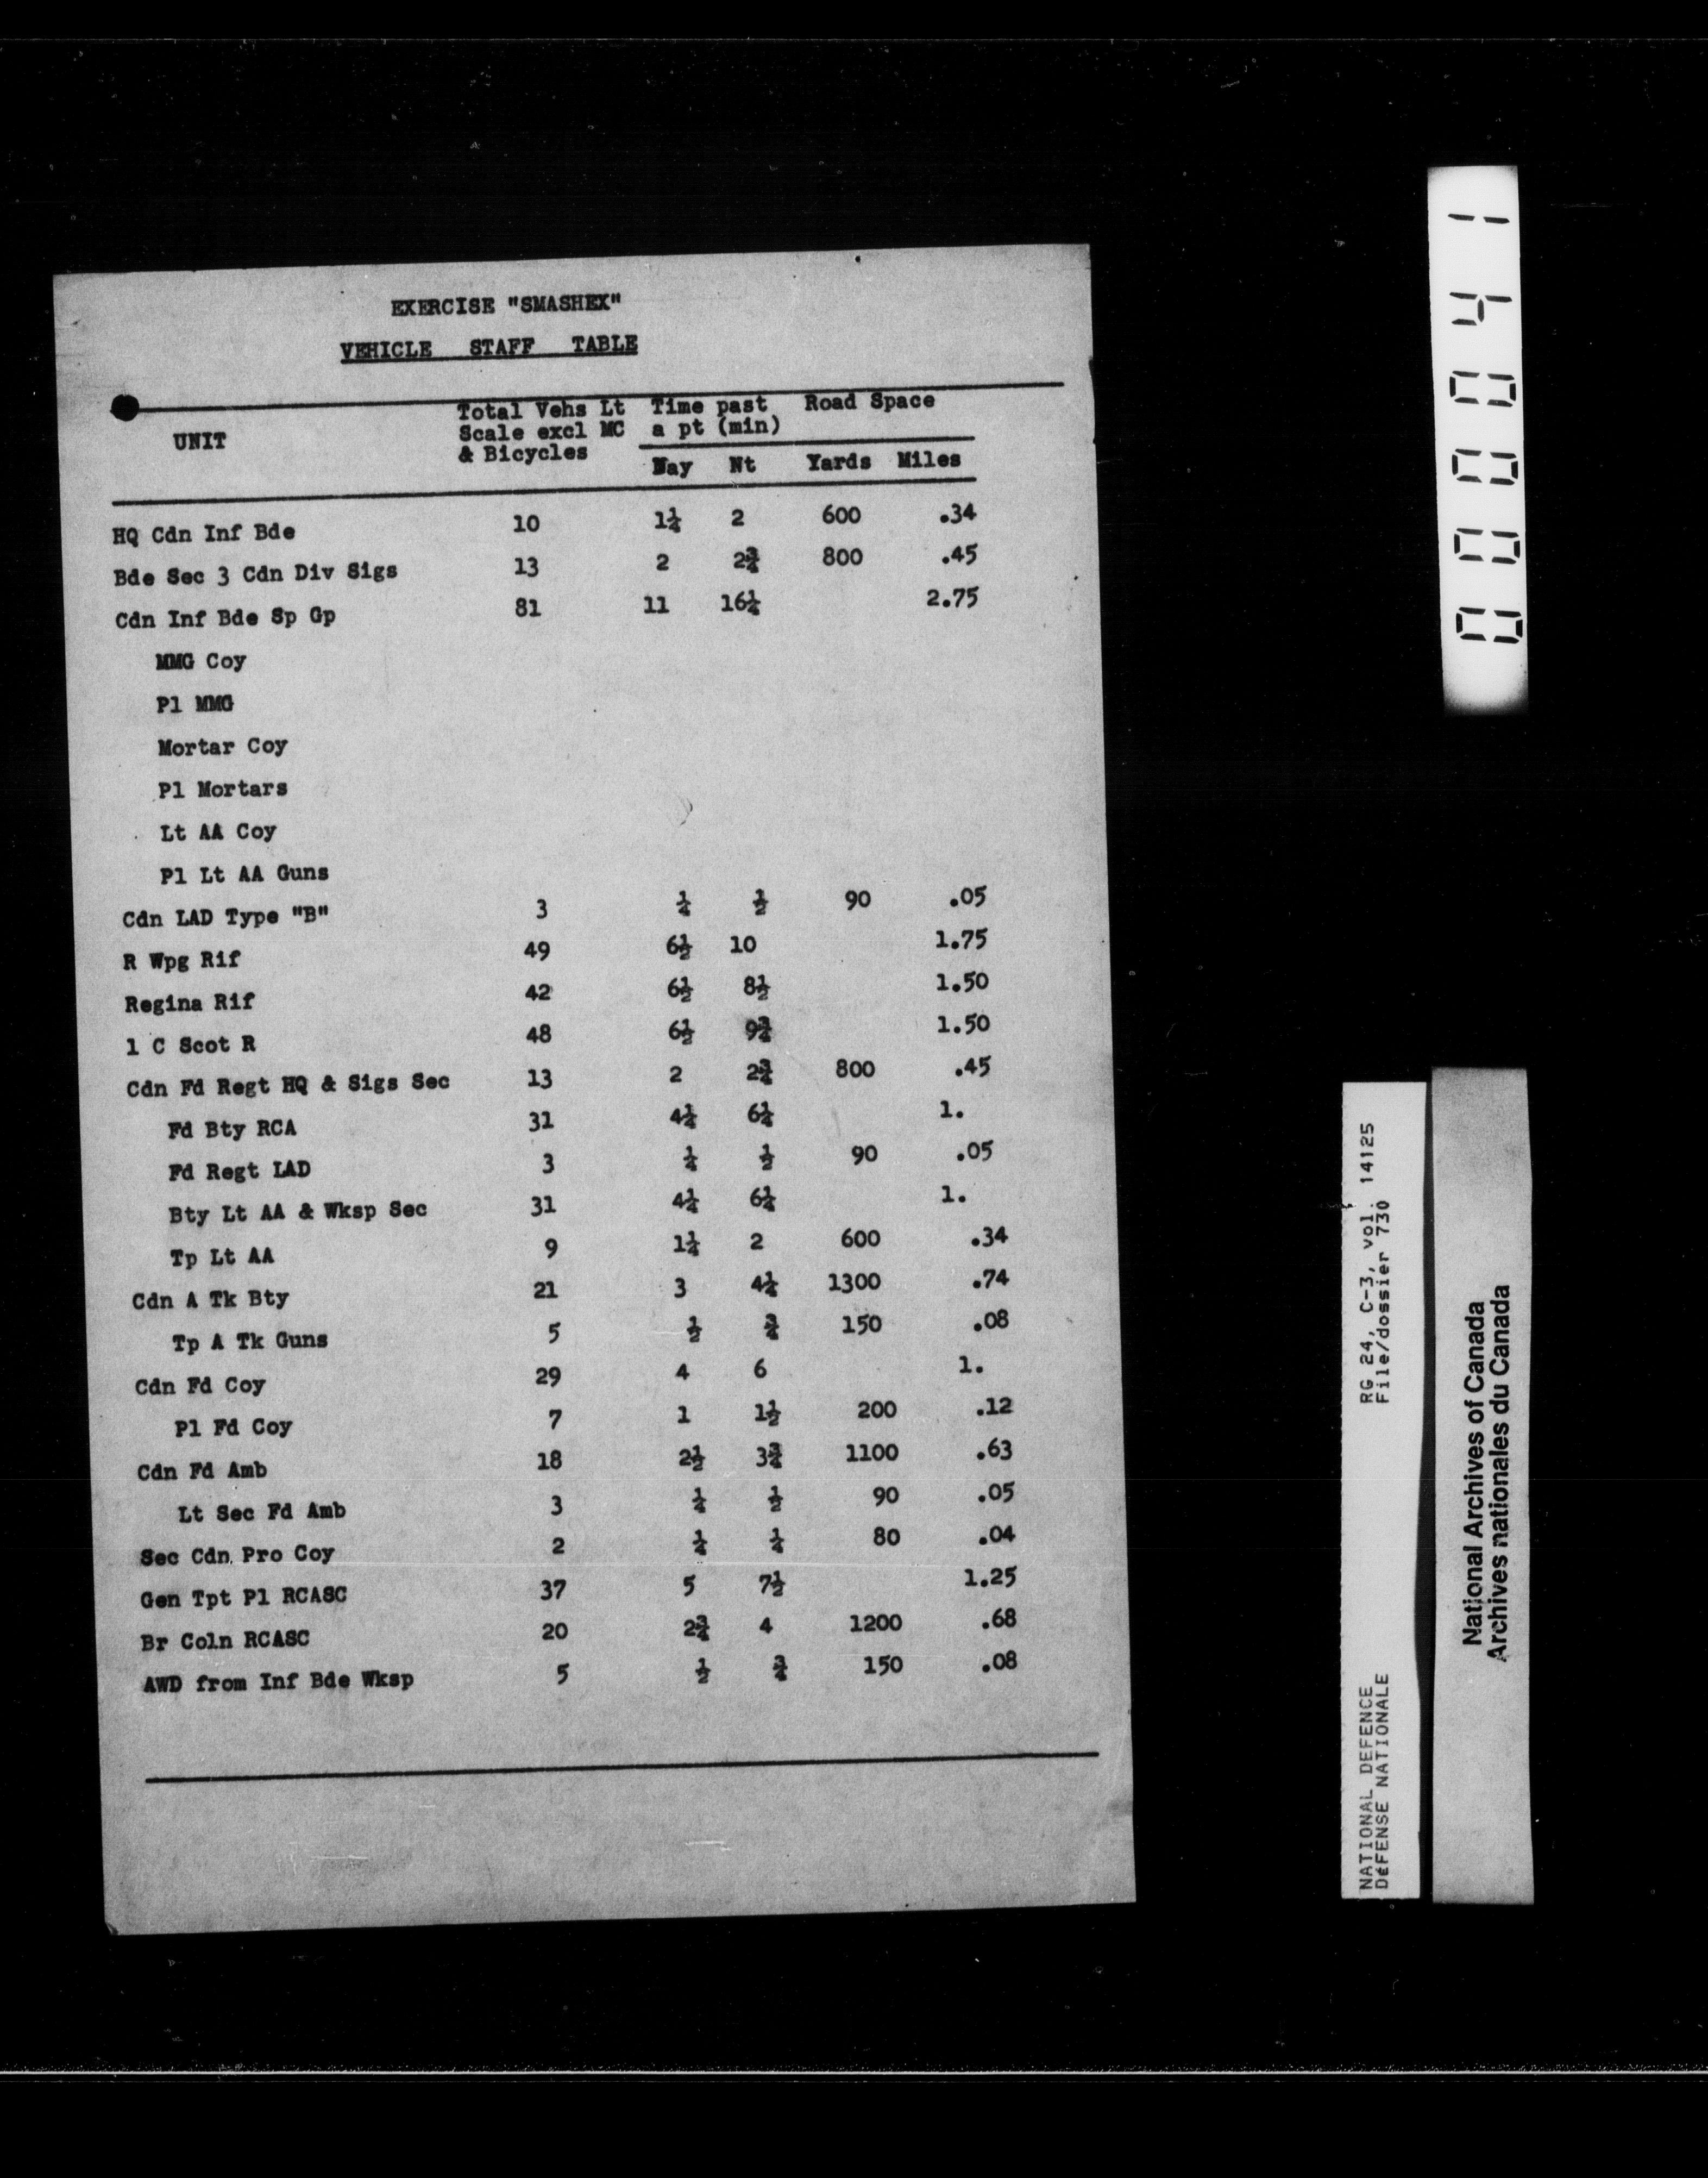 EXERCISE "SMASHEX"
VEHICLE STAFF TABLE
UNIT Total Vehs Lt Scale excl MC & Bicycles Time past a pt (min) Road Space
Day Nt Yards Miles
HQ Cdn Inf Bde 10 1¼ 2 600 .34
Bde Sec 3 Cdn Div Sigs 13 2 2¾ 800 .45
Cdn Inf Bde Sp Gp 81 11 16¼ 2.75
MMG Coy
Pl MMG
Mortar Coy
Pl Mortars
Lt AA Coy
Pl Lt AA Guns
Cdn LAD Type "B" 3 ¼ ½ 90 .05
R Wpg Rif 49 6½ 10 1.75
Regina Rif 42 6½ 8½ 1.50
1 C Scot R 48 6½ 9¾ 1.50
Cdn Fd Regt HQ & Sigs Sec 13 2 2¾ 800 .45
Fd Bty RCA 31 4¼ 6¼ 1.
Fd Regt LAD 3 ¼ ½ 90 .05
Bty Lt AA & Wksp Sec 31 4¼ 6¼ 1.
Tp Lt AA 9 1¼ 2 600 .34
Cdn A Tk Bty 21 3 4¼ 1300 .74
Tp A Tk Guns 5 ½ ¾ 150 .08
Cdn Fd Coy 29 4 6 1.
Pl Fd Coy 7 1 1½ 200 .12
Cdn Fd Amb 18 2½ 3¾ 1100 .63
Lt Sec Fd Amb 3 ¼ ½ 90 .05
Sec Cdn Pro Coy 2 ¼ ¼ 80 .04
Gen Tpt Pl RCASC 37 5 7½ 1.25
Br Coln RCASC 20 2¾ 4 1200 .68
AWD from Inf Bde Wksp 5 ½ ¾ 150 .08
000041
NATIONAL DEFENCE RG 24, C-3, vol. 14125
DéFENSE NATIONALE File/dossier 730
National Archives of Canada
Archives nationales du Canada